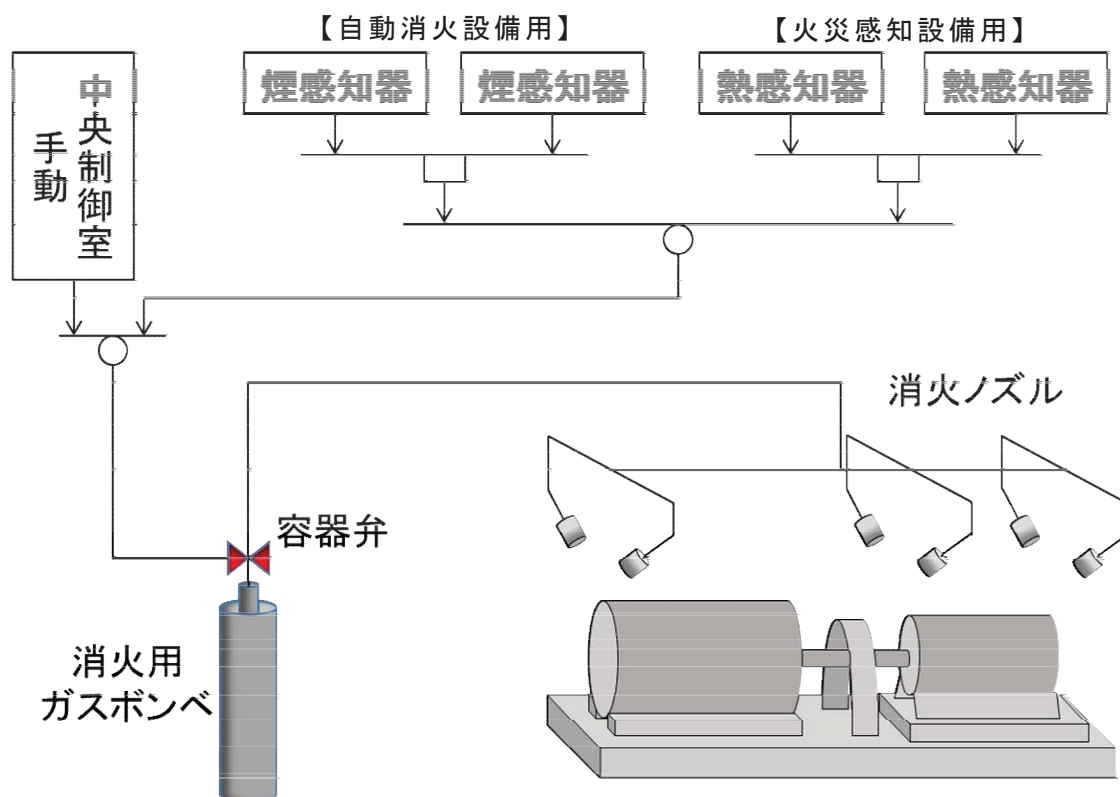 【自動消火設備用】
【火災感知設備用】
中央制御室
手動
煙感知器
煙感知器
熱感知器
熱感知器
消火ノズル
容器弁
消火用
ガスボンベ